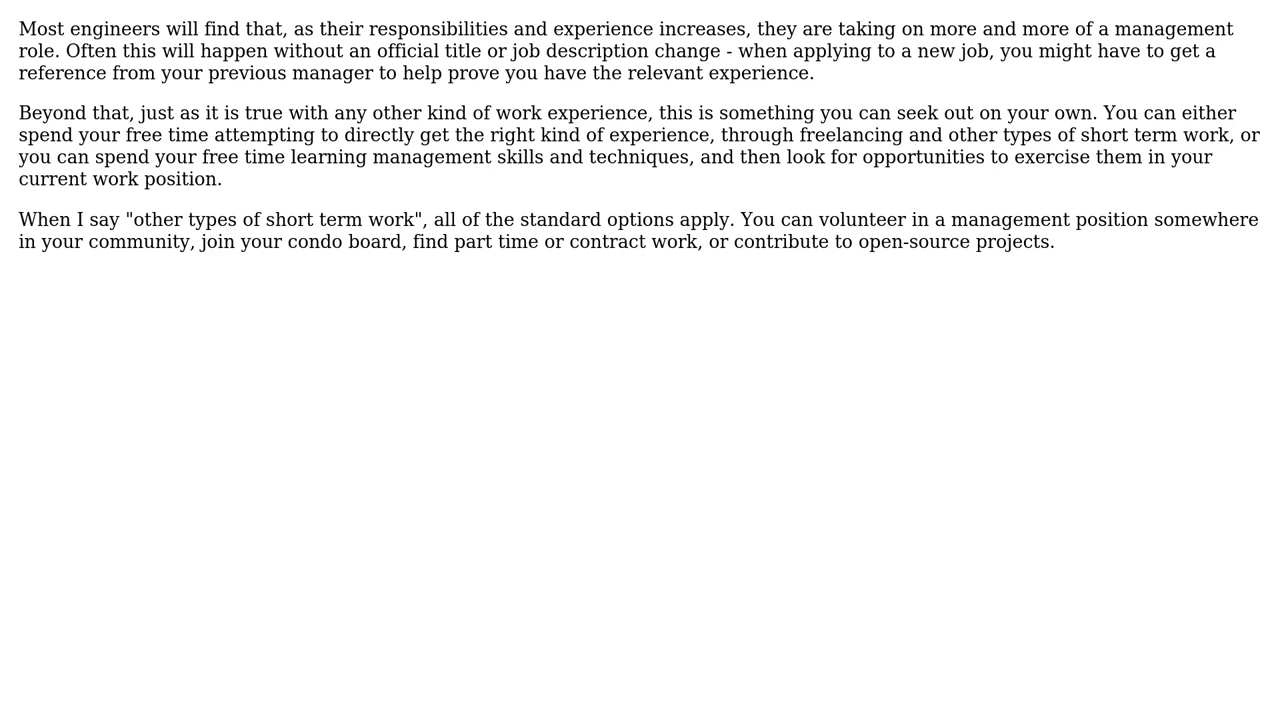 Most engineers will find that, as their responsibilities and experience increases, they are taking on more and more of a management
role. Often this will happen without an official title or job description change - when applying to a new job, you might have to get a
reference from your previous manager to help prove you have the relevant experience.
Beyond that, just as it is true with any other kind of work experience, this is something you can seek out on your own. You can either
spend your free time attempting to directly get the right kind of experience, through freelancing and other types of short term work, or
you can spend your free time learning management skills and techniques, and then look for opportunities to exercise them in your
current work position.
When I say "other types of short term work", all of the standard options apply. You can volunteer in a management position somewhere
in your community, join your condo board, find part time or contract work, or contribute to open-source projects.